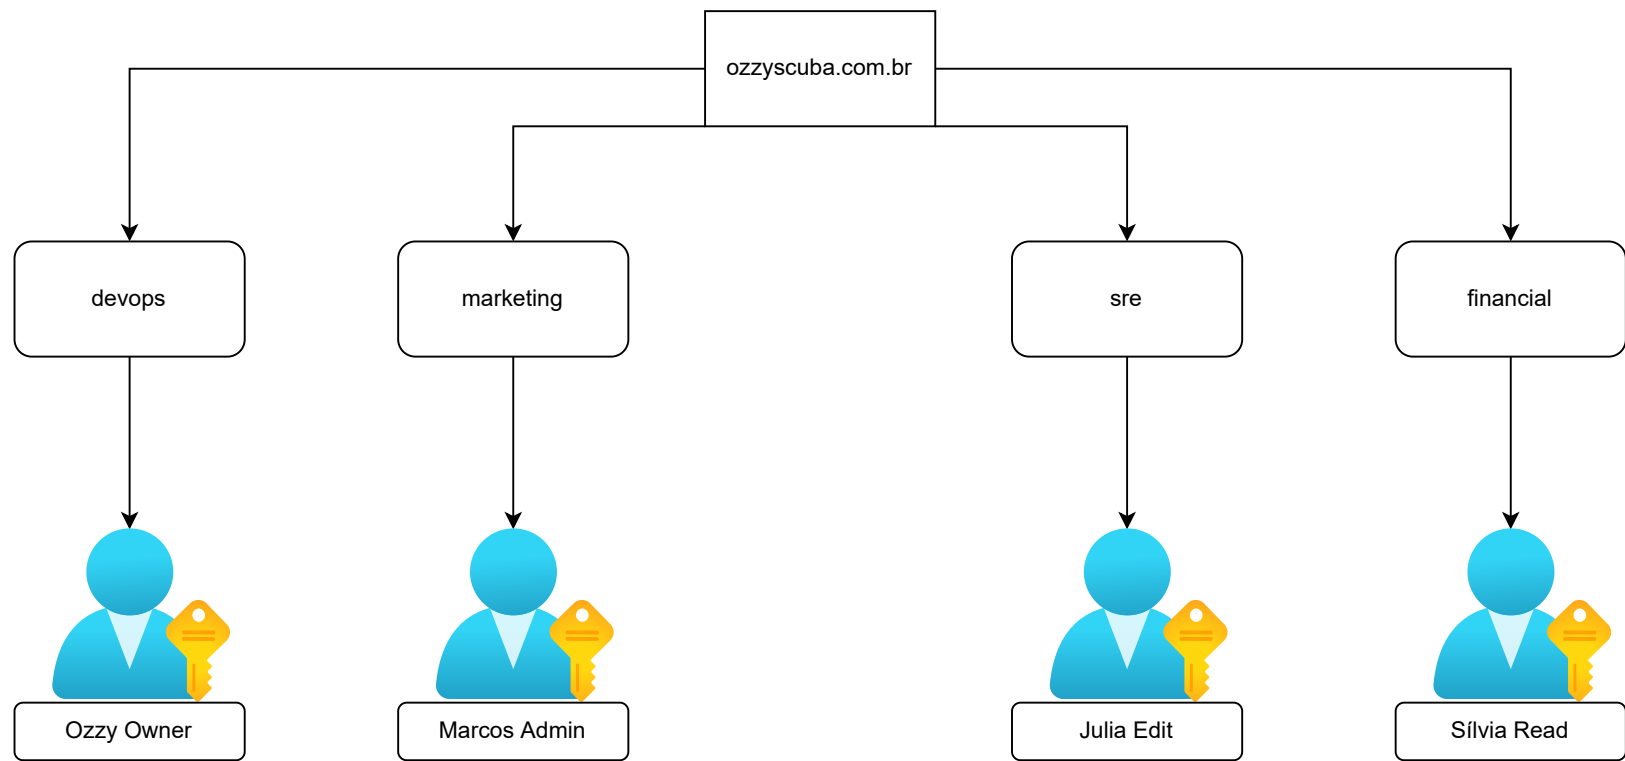 ozzyscuba.com.br
devops
marketing
sre
financial
Ozzy Owner
Marcos Admin
Julia Edit
Sílvia Read